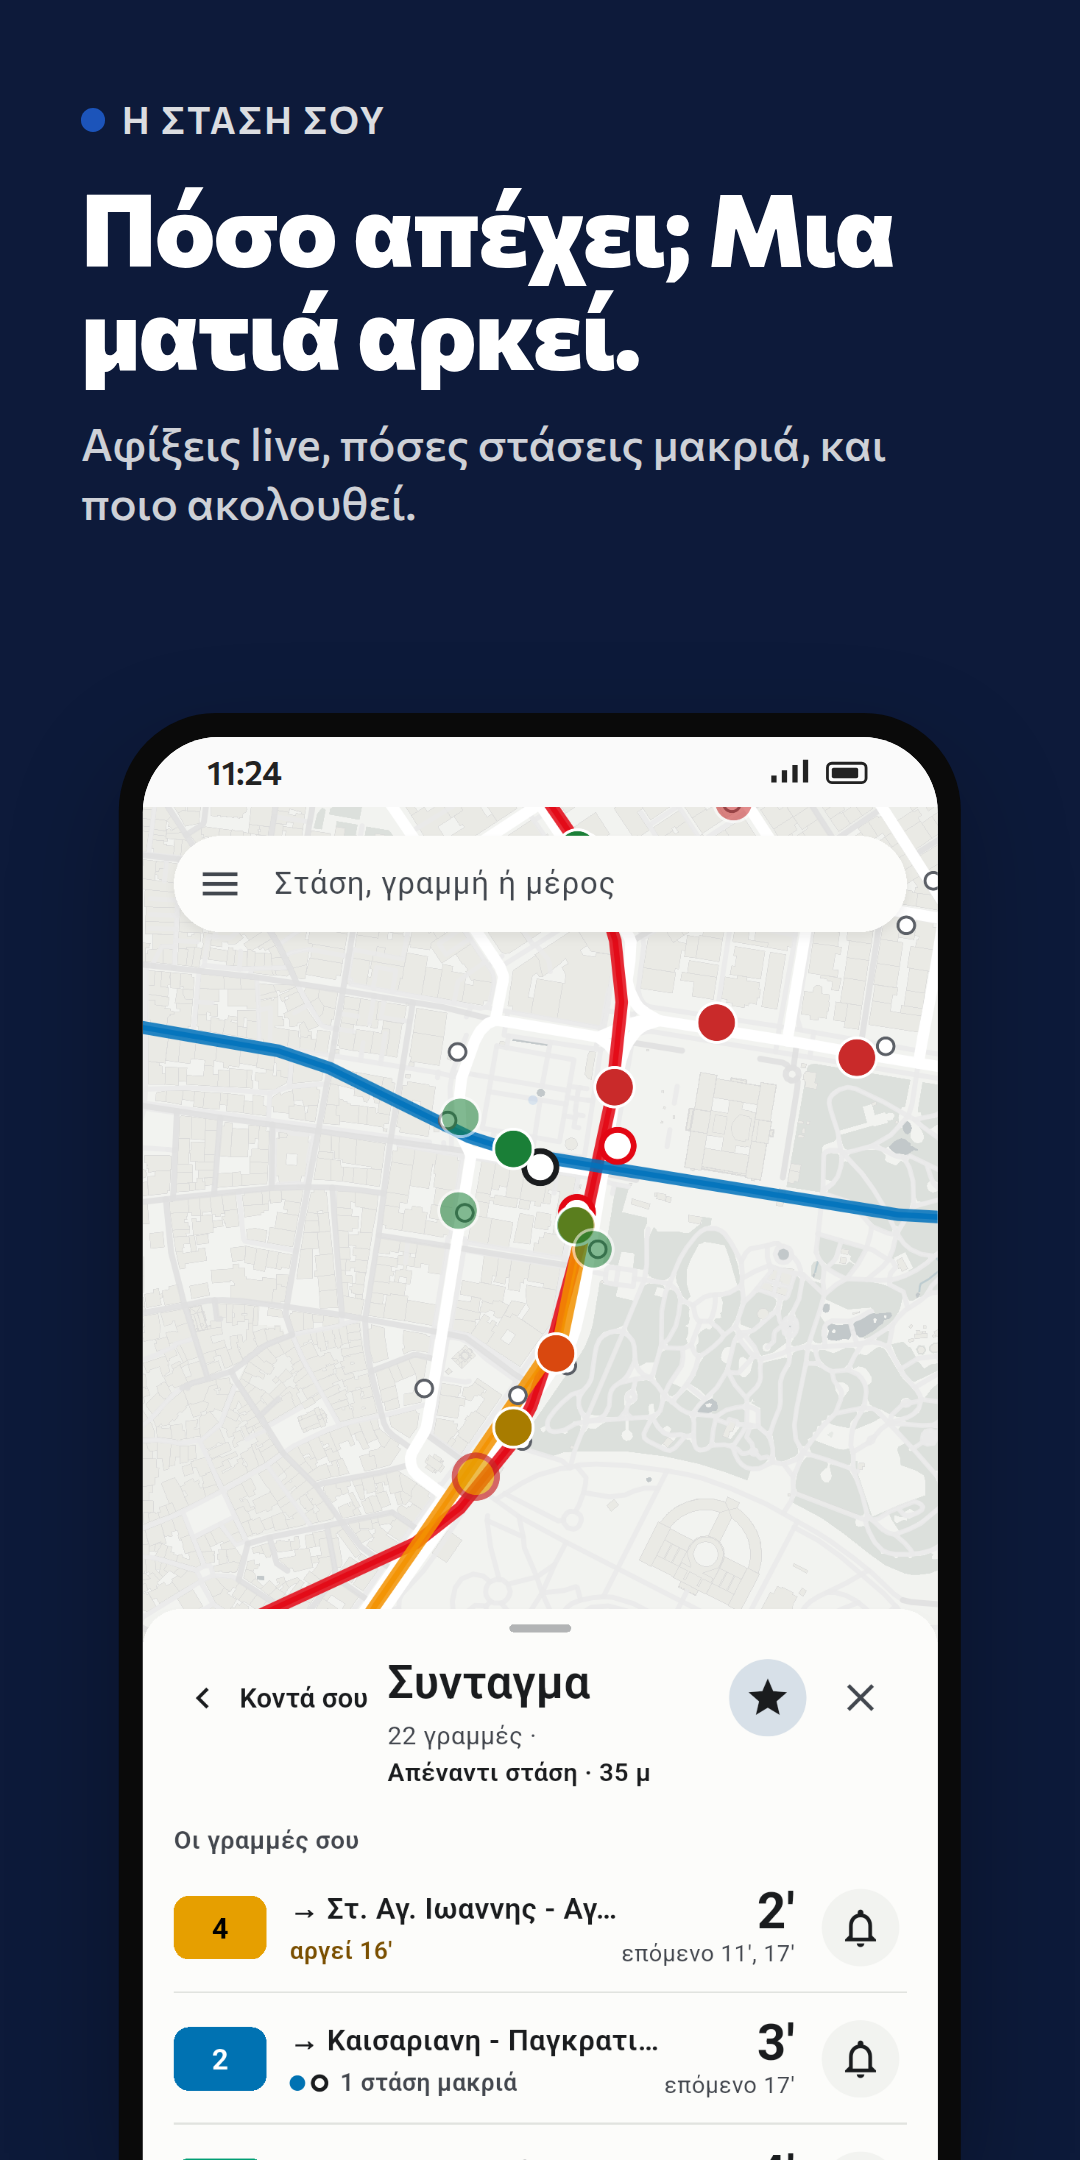 Η ΣΤΑΣΗ ΣΟΥ
Πόσο απέχει; Μια
ματιά αρκεί.
Αφίξεις live, πόσες στάσεις μακριά, και
ποιο ακολουθεί.
11:24
Στάση, γραμμή ή μέρος
Κοντά σου
Συνταγμα
22 γραμμές ·
Απέναντι στάση · 35 μ
Οι γραμμές σου
4 → Στ. Αγ. Ιωαννης - Αγ... 2'
αργεί 16' επόμενο 11', 17'
2 → Καισαριανη - Παγκρατι... 3'
1 στάση μακριά επόμενο 17'